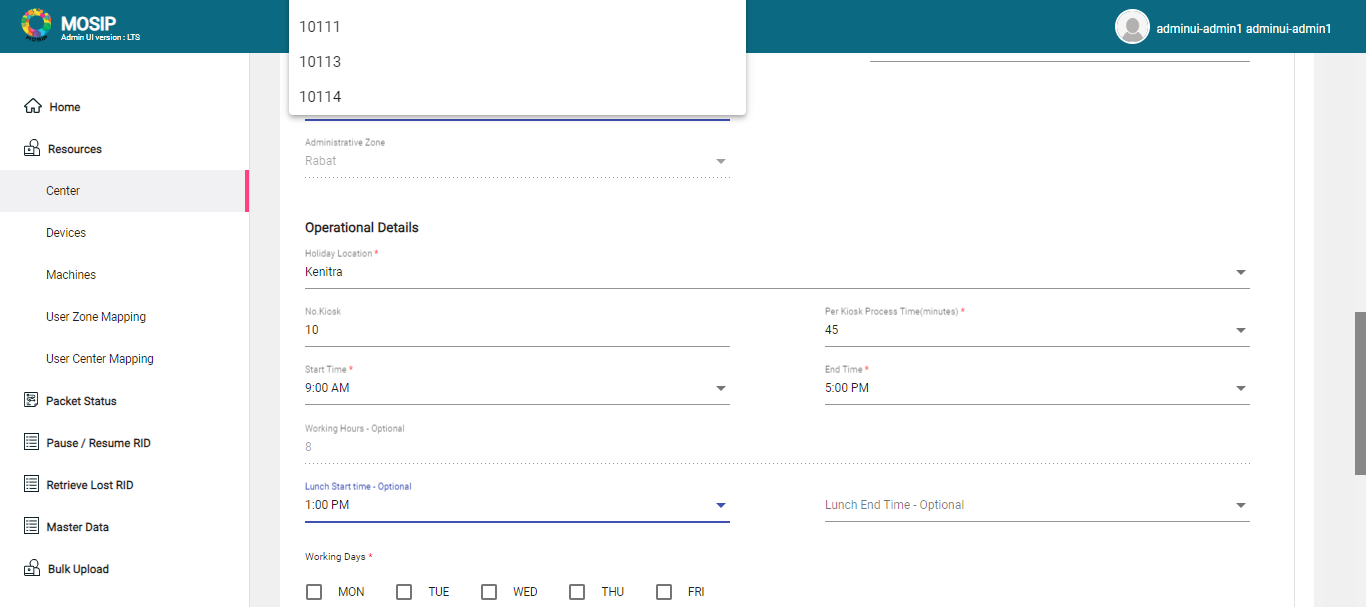 MOSIP
Admin UI version : LTS
adminui-admin1 adminui-admin1
10111
10113
10114
Home
Resources
Center
Devices
Machines
User Zone Mapping
User Center Mapping
Packet Status
Pause / Resume RID
Retrieve Lost RID
Master Data
Bulk Upload
Administrative Zone
Rabat
Operational Details
Holiday Location *
Kenitra
No.Kiosk
10
Per Kiosk Process Time(minutes) *
45
Start Time *
9:00 AM
End Time *
5:00 PM
Working Hours - Optional
8
Lunch Start time - Optional
1:00 PM
Lunch End Time - Optional
Working Days *
MON TUE WED THU FRI